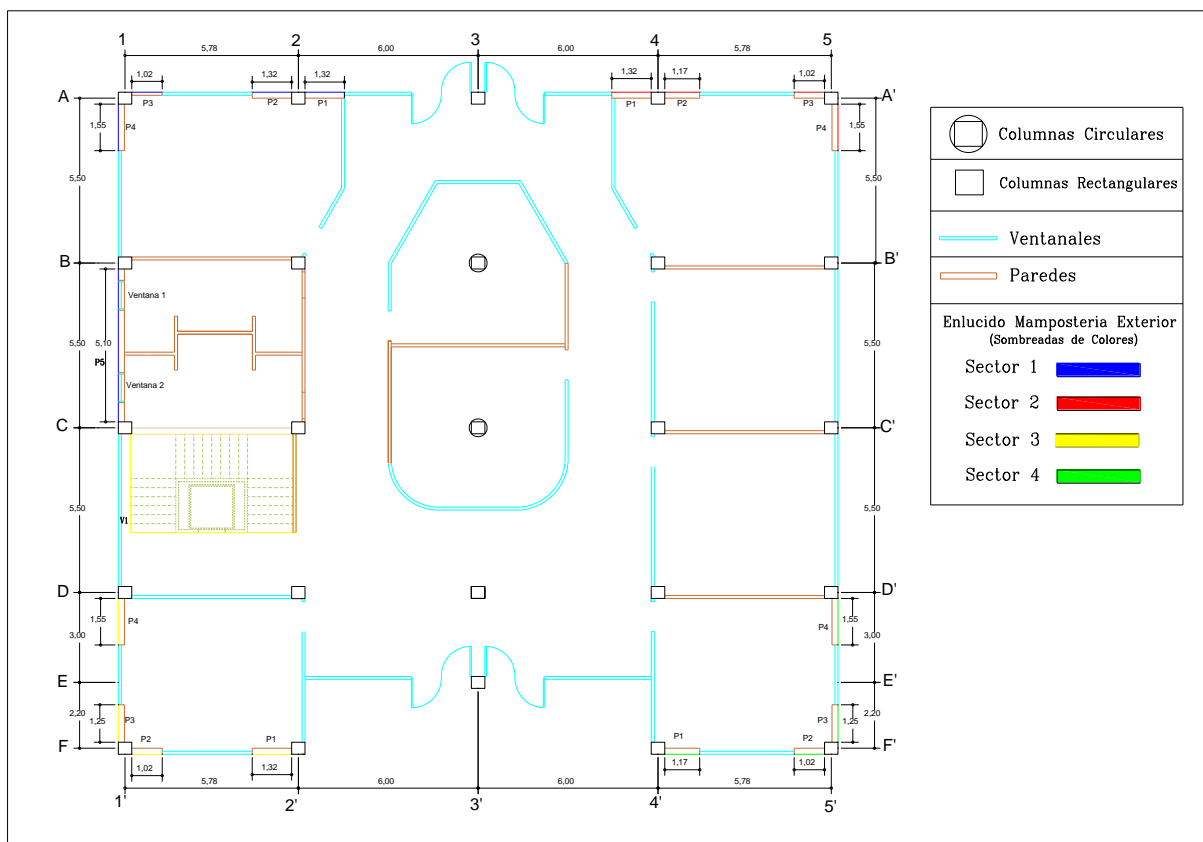 1 2 3 4 5
5,78 6,00 6,00 5,78
1,02 1,32 1,32 1,32 1,17 1,02
A P3 P2 P1 P1 P2 P3 A'
1,55 P4 P4 1,55
5,50 5,50
B B'
Ventana 1
5,50 5,10 5,50
P5
Ventana 2
C C'
5,50 5,50
V1
D D'
1,55 P4 P4 1,55
3,00 3,00
E E'
2,20 1,25 P3 P3 1,25 2,20
F P2 P1 P1 P2 F'
1,02 1,32 1,17 1,02
5,78 6,00 6,00 5,78
1' 2' 3' 4' 5'
Columnas Circulares
Columnas Rectangulares
Ventanales
Paredes
Enlucido Mamposteria Exterior
(Sombreadas de Colores)
Sector 1
Sector 2
Sector 3
Sector 4